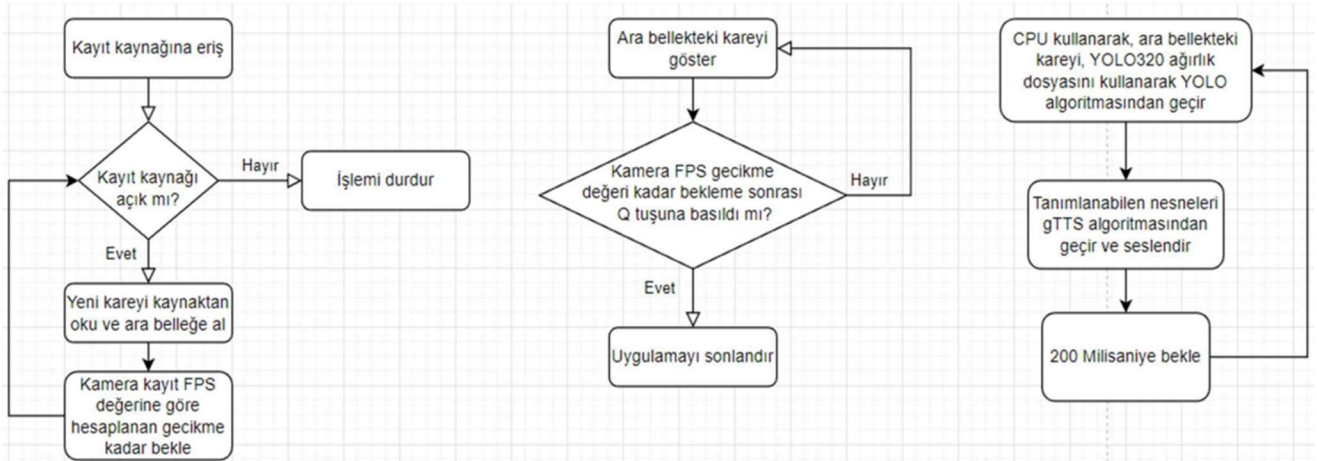 Kayıt kaynağına eriş
Kayıt kaynağı
açık mı?
Hayır
İşlemi durdur
Evet
Yeni kareyi kaynaktan
oku ve ara belleğe al
Kamera kayıt FPS
değerine göre
hesaplanan gecikme
kadar bekle
Ara bellekteki kareyi
göster
Kamera FPS gecikme
değeri kadar bekleme sonrası
Q tuşuna basıldı mı?
Hayır
Evet
Uygulamayı sonlandır
CPU kullanarak, ara bellekteki
kareyi, YOLO320 ağırlık
dosyasını kullanarak YOLO
algoritmasından geçir
Tanımlanabilen nesneleri
gTTS algoritmasından
geçir ve seslendir
200 Milisaniye bekle